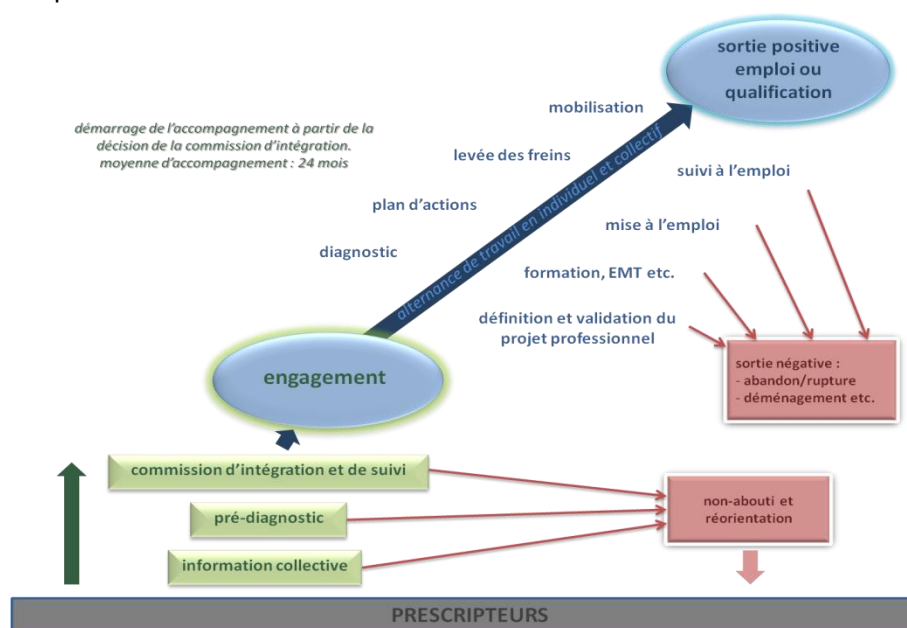 sortie positive
emploi ou
qualification
mobilisation
démarrage de l'accompagnement à partir de la
décision de la commission d'intégration.
moyenne d'accompagnement : 24 mois
levée des freins
suivi à l'emploi
plan d'actions
alternance de travail en individuel et collectif
mise à l'emploi
diagnostic
formation, EMT etc.
définition et validation du
projet professionnel
sortie négative :
- abandon/rupture
- déménagement etc.
engagement
commission d'intégration et de suivi
non-abouti et
réorientation
pré-diagnostic
information collective
PRESCRIPTEURS